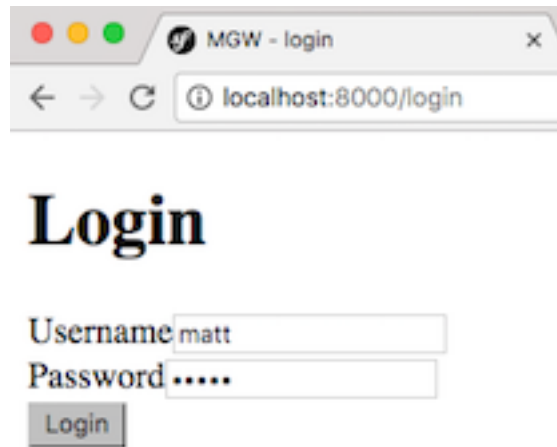 MGW - login
localhost:8000/login
Login
Username matt
Password •••••
Login